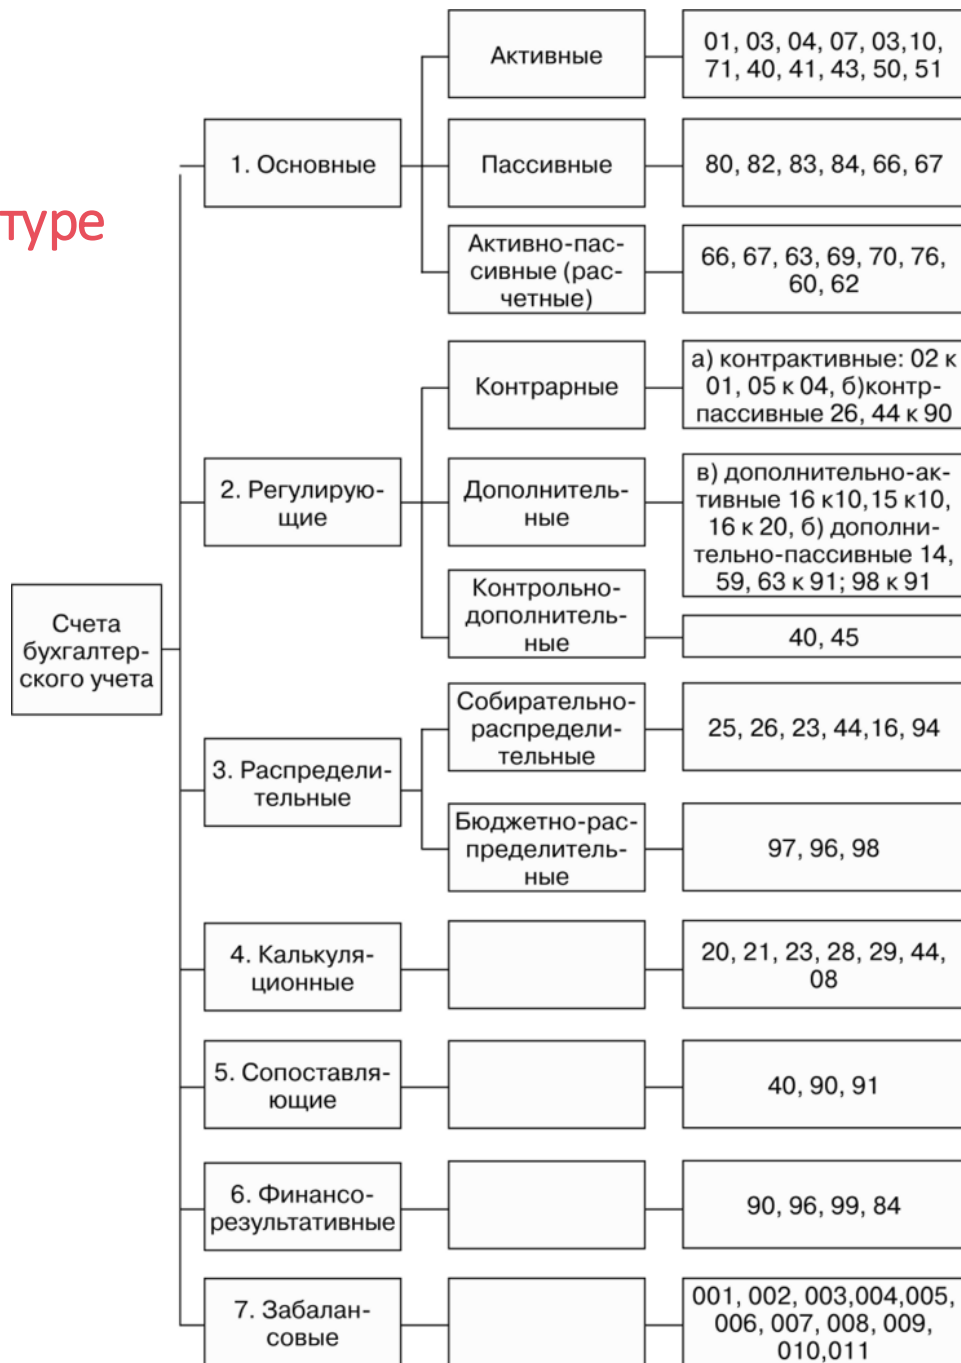 Активные
01, 03, 04, 07, 03,10,
71, 40, 41, 43, 50, 51
1. Основные
Пассивные
80, 82, 83, 84, 66, 67
туре
Активно-пас-
сивные (рас-
четные)
66, 67, 63, 69, 70, 76,
60, 62
Контрарные
а) контрактивные: 02 к
01, 05 к 04, б)контр-
пассивные 26, 44 к 90
2. Регулирую-
щие
Дополнитель-
ные
в) дополнительно-ак-
тивные 16 к10,15 к10,
16 к 20, б) дополни-
тельно-пассивные 14,
59, 63 к 91; 98 к 91
Контрольно-
дополнитель-
ные
40, 45
Счета
бухгалтер-
ского учета
3. Распредели-
тельные
Собирательно-
распредели-
тельные
25, 26, 23, 44,16, 94
Бюджетно-рас-
пределитель-
ные
97, 96, 98
4. Калькуля-
ционные
20, 21, 23, 28, 29, 44,
08
5. Сопоставля-
ющие
40, 90, 91
6. Финансо-
результативные
90, 96, 99, 84
7. Забалан-
совые
001, 002, 003,004,005,
006, 007, 008, 009,
010,011